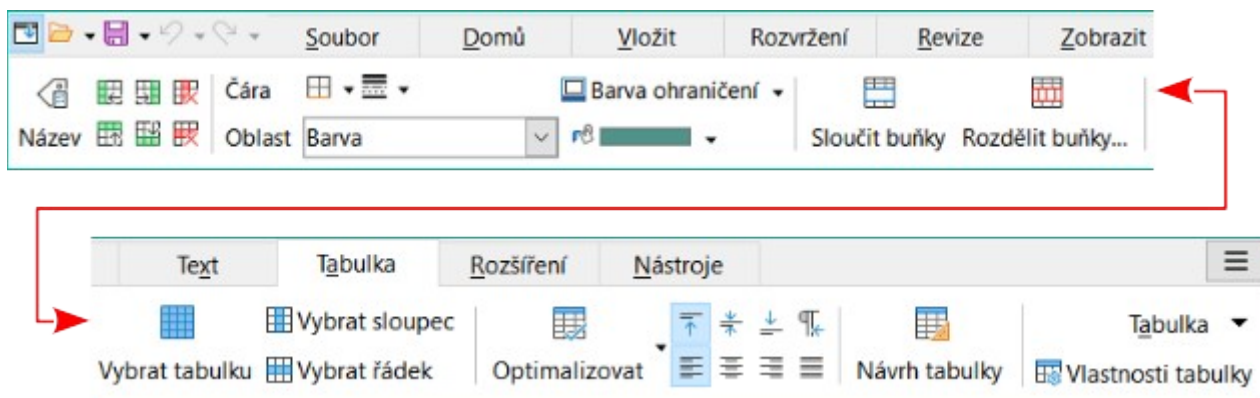 Soubor Domů Vložit Rozvržení Revize Zobrazit
Čára Barva ohraničení
Název Oblast Barva Sloučit buňky Rozdělit buňky...
Text Tabulka Rozšíření Nástroje
Vybrat sloupec Tabulka
Vybrat tabulku Vybrat řádek Optimalizovat Návrh tabulky Vlastnosti tabulky